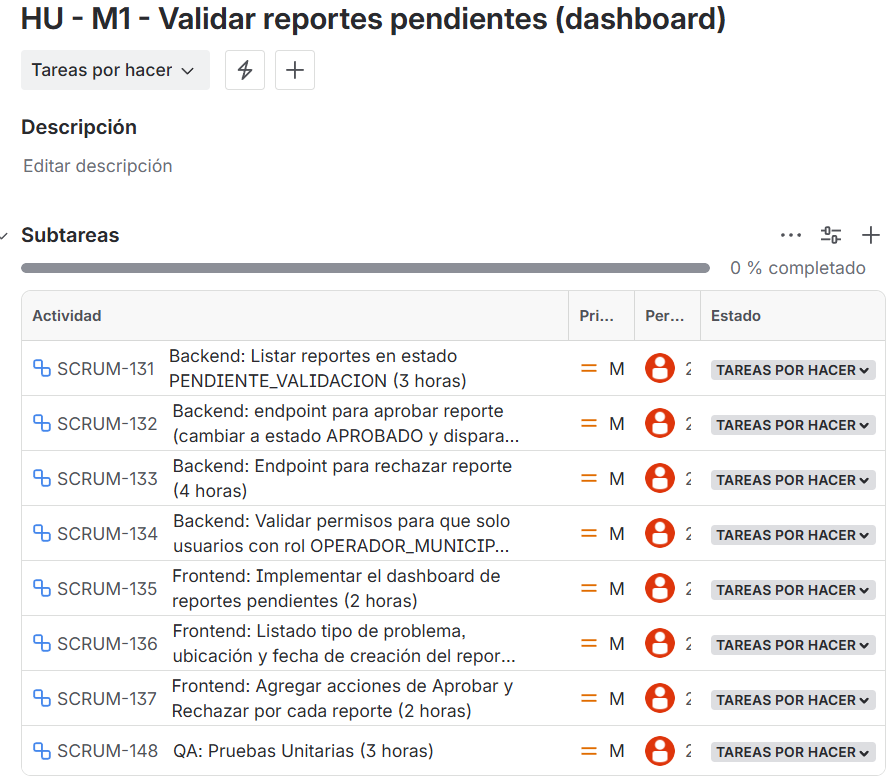 HU - M1 - Validar reportes pendientes (dashboard)
Tareas por hacer
Descripción
Editar descripción
Subtareas
0 % completado
Actividad Pri... Per... Estado
SCRUM-131 Backend: Listar reportes en estado
PENDIENTE_VALIDACION (3 horas) M 2 TAREAS POR HACER
SCRUM-132 Backend: endpoint para aprobar reporte
(cambiar a estado APROBADO y dispara... M 2 TAREAS POR HACER
SCRUM-133 Backend: Endpoint para rechazar reporte
(4 horas) M 2 TAREAS POR HACER
SCRUM-134 Backend: Validar permisos para que solo
usuarios con rol OPERADOR_MUNICIP... M 2 TAREAS POR HACER
SCRUM-135 Frontend: Implementar el dashboard de
reportes pendientes (2 horas) M 2 TAREAS POR HACER
SCRUM-136 Frontend: Listado tipo de problema,
ubicación y fecha de creación del repor... M 2 TAREAS POR HACER
SCRUM-137 Frontend: Agregar acciones de Aprobar y
Rechazar por cada reporte (2 horas) M 2 TAREAS POR HACER
SCRUM-148 QA: Pruebas Unitarias (3 horas) M 2 TAREAS POR HACER